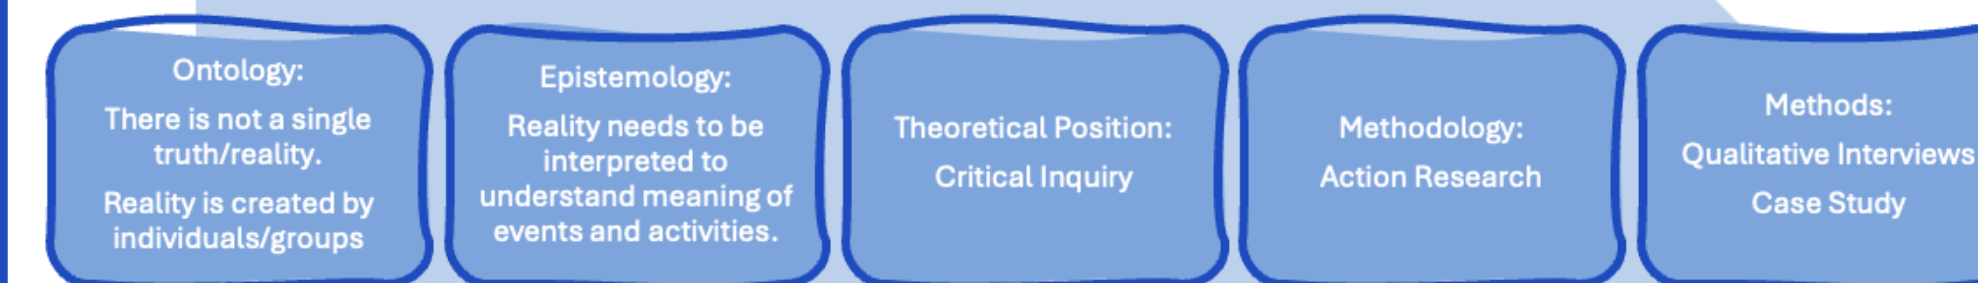 Ontology:
There is not a single
truth/reality.
Reality is created by
individuals/groups
Epistemology:
Reality needs to be
interpreted to
understand meaning of
events and activities.
Theoretical Position:
Critical Inquiry
Methodology:
Action Research
Methods:
Qualitative Interviews
Case Study